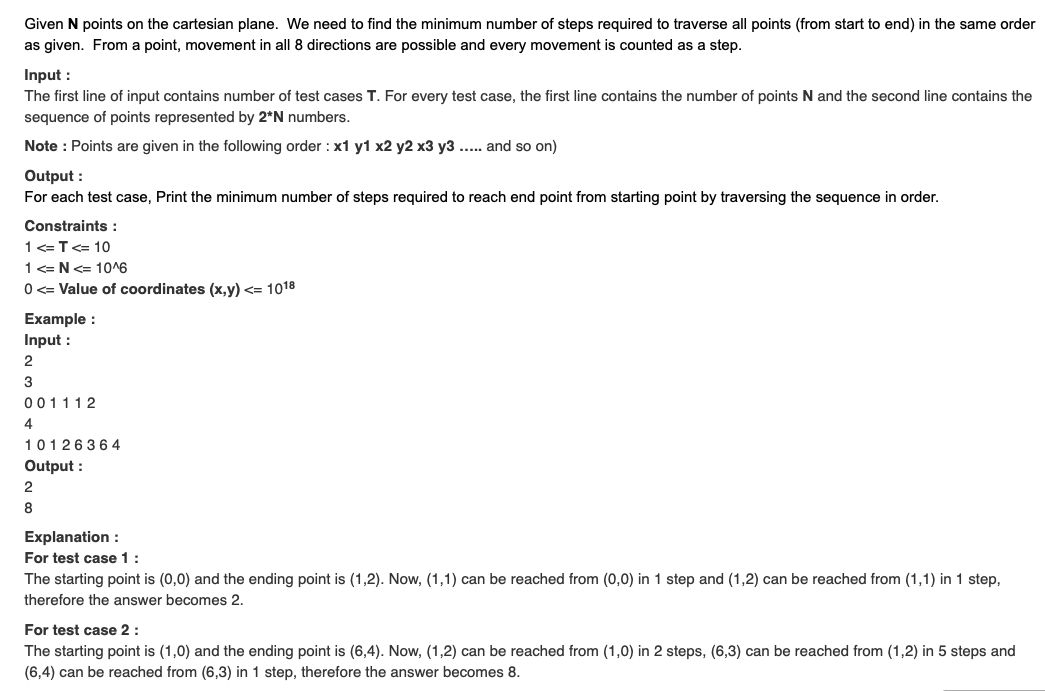 Given N points on the cartesian plane.  We need to find the minimum number of steps required to traverse all points (from start to end) in the same order
as given.  From a point, movement in all 8 directions are possible and every movement is counted as a step.
Input :
The first line of input contains number of test cases T. For every test case, the first line contains the number of points N and the second line contains the
sequence of points represented by 2*N numbers.
Note : Points are given in the following order : x1 y1 x2 y2 x3 y3 ..... and so on)
Output :
For each test case, Print the minimum number of steps required to reach end point from starting point by traversing the sequence in order.
Constraints :
1 <= T <= 10
1 <= N <= 10^6
0 <= Value of coordinates (x,y) <= 10¹⁸
Example :
Input :
2
3
0 0 1 1 1 2
4
1 0 1 2 6 3 6 4
Output :
2
8
Explanation :
For test case 1 :
The starting point is (0,0) and the ending point is (1,2). Now, (1,1) can be reached from (0,0) in 1 step and (1,2) can be reached from (1,1) in 1 step,
therefore the answer becomes 2.
For test case 2 :
The starting point is (1,0) and the ending point is (6,4). Now, (1,2) can be reached from (1,0) in 2 steps, (6,3) can be reached from (1,2) in 5 steps and
(6,4) can be reached from (6,3) in 1 step, therefore the answer becomes 8.